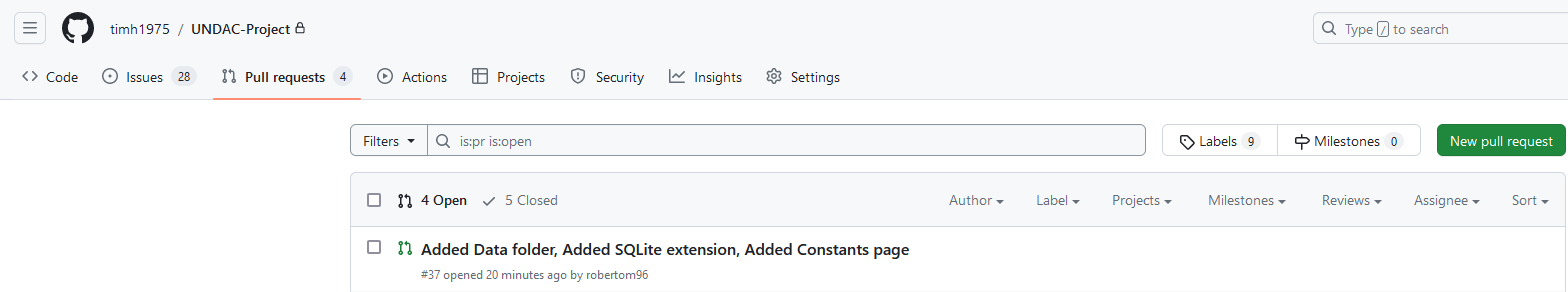 timh1975 / UNDAC-Project
Type / to search
Code
Issues 28
Pull requests 4
Actions
Projects
Security
Insights
Settings
Filters
is:pr is:open
Labels 9
Milestones 0
New pull request
4 Open
5 Closed
Author
Label
Projects
Milestones
Reviews
Assignee
Sort
Added Data folder, Added SQLite extension, Added Constants page
#37 opened 20 minutes ago by robertom96